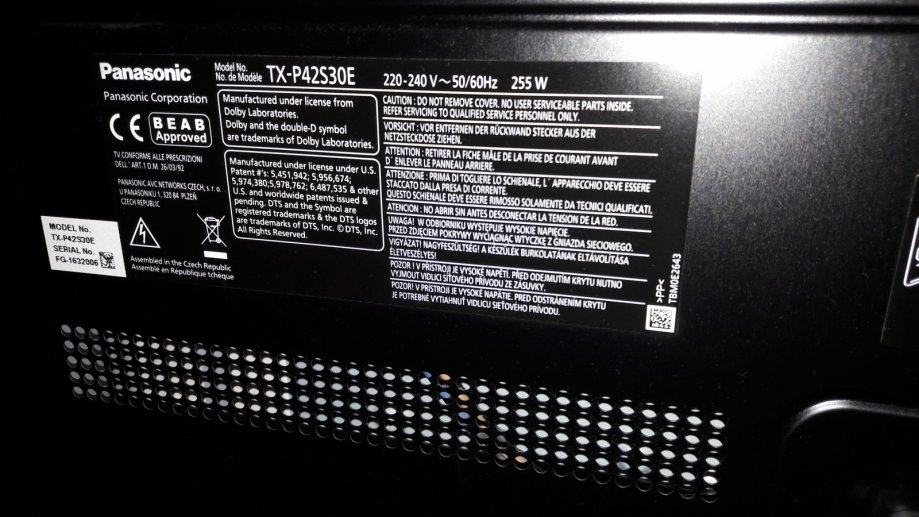 Panasonic
Model No.
No. de Modèle TX-P42S30E 220-240 V ~ 50/60Hz 255 W
Panasonic Corporation
CE BEAB
Approved
TV CONFORME ALLE PRESCRIZIONI
DELL' ART.1 D.M. 26/03/92
PANASONIC AVC NETWORKS CZECH, s. r. o.
U PANASONIKU 1, 320 84 PLZEŇ
CZECH REPUBLIC
MODEL No.
TX-P42S30E
SERIAL No.
FG-1632006
Assembled in the Czech Republic
Assemblé en République tchèque
Manufactured under license from
Dolby Laboratories.
Dolby and the double-D symbol
are trademarks of Dolby Laboratories.
Manufactured under license under U.S.
Patent #'s: 5,451,942; 5,956,674;
5,974,380; 5,978,762; 6,487,535 & other
U.S. and worldwide patents issued &
pending. DTS and the Symbol are
registered trademarks & the DTS logos
are trademarks of DTS, Inc. © DTS, Inc.
All Rights Reserved.
CAUTION : DO NOT REMOVE COVER. NO USER SERVICEABLE PARTS INSIDE.
REFER SERVICING TO QUALIFIED SERVICE PERSONNEL ONLY.
VORSICHT : VOR ENTFERNEN DER RÜCKWAND STECKER AUS DER
NETZSTECKDOSE ZIEHEN.
ATTENTION : RETIRER LA FICHE MÂLE DE LA PRISE DE COURANT AVANT
D' ENLEVER LE PANNEAU ARRIERE.
ATTENZIONE : PRIMA DI TOGLIERE LO SCHIENALE, L' APPARECCHIO DEVE ESSERE
STACCATO DALLA PRESA DI CORRENTE.
QUESTO SCHIENALE DEVE ESSERE RIMOSSO SOLAMENTE DA TECNICI QUALIFICATI.
ATENCION : NO ABRIR SIN ANTES DESCONECTAR LA TENSION DE LA RED.
UWAGA! W ODBIORNIKU WYSTEPUJE WYSOKIE NAPIECIE.
PRZED ZDJECIEM POKRYWY WYCIAGNAC WTYCZKE Z GNIAZDA SIECIOWEGO.
VIGYÁZAT! NAGYFESZÜLTSÉG! A KÉSZÜLÉK BURKOLATÁNAK ELTÁVOLÍTÁSA
ÉLETVESZÉLYES!
POZOR ! V PŘÍSTROJI JE VYSOKÉ NAPĚTÍ. PŘED ODEJMUTÍM KRYTU NUTNO
VYJMOUT VIDLICI SÍŤOVÉHO PŘÍVODU ZE ZÁSUVKY.
POZOR! V PRÍSTROJI JE VYSOKÉ NAPÄTIE. PRED ODSTRÁNENÍM KRYTU
JE POTREBNÉ VYTIAHNUŤ VIDLICU SIEŤOVÉHO PRÍVODU.
>PP<
TBM0E2643